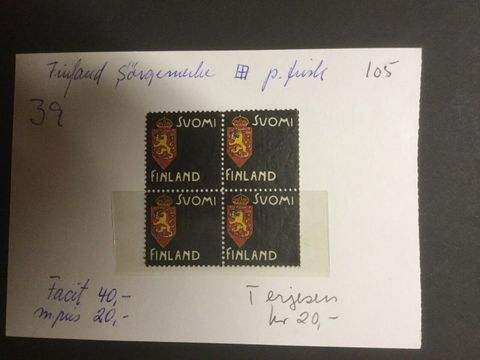 Finland Sörgemerke p. frisk 105
39
SUOMI SUOMI
FINLAND FINLAND
SUOMI SUOMI
FINLAND FINLAND
Facit 40,-
m.pris 20,-
Terjesen
kr 20,-